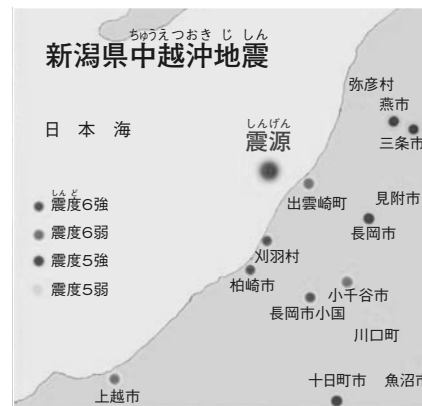 ちゅうえつおきじしん
新潟県中越沖地震
弥彦村
燕市
日本海
しんげん
震源
三条市
しんど
震度6強
出雲崎町
見附市
震度6弱
長岡市
刈羽村
震度5強
柏崎市
小千谷市
震度5弱
長岡市小国
川口町
上越市
十日町市
魚沼市